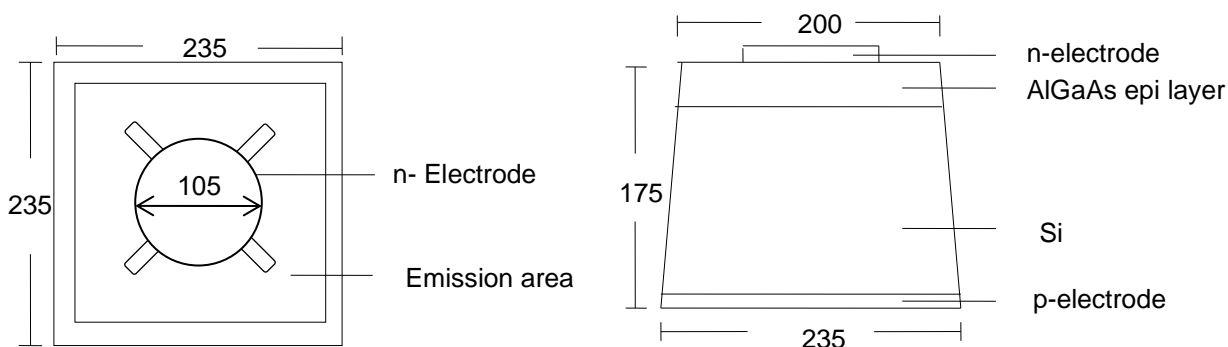 235
235
105
n- Electrode
Emission area
200
n-electrode
AlGaAs epi layer
175
Si
p-electrode
235